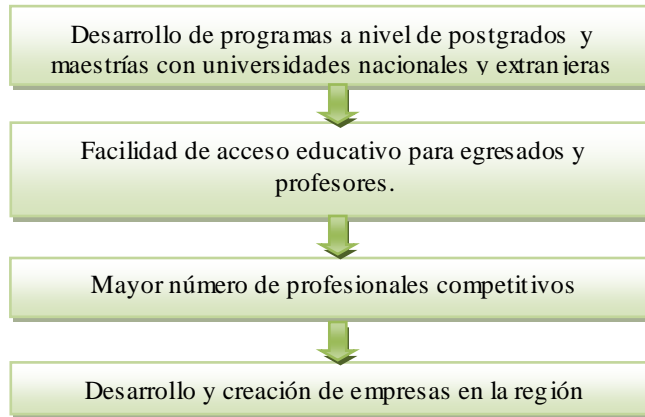 Desarrollo de programas a nivel de postgrados y
maestrías con universidades nacionales y extranjeras
Facilidad de acceso educativo para egresados y
profesores.
Mayor número de profesionales competitivos
Desarrollo y creación de empresas en la región